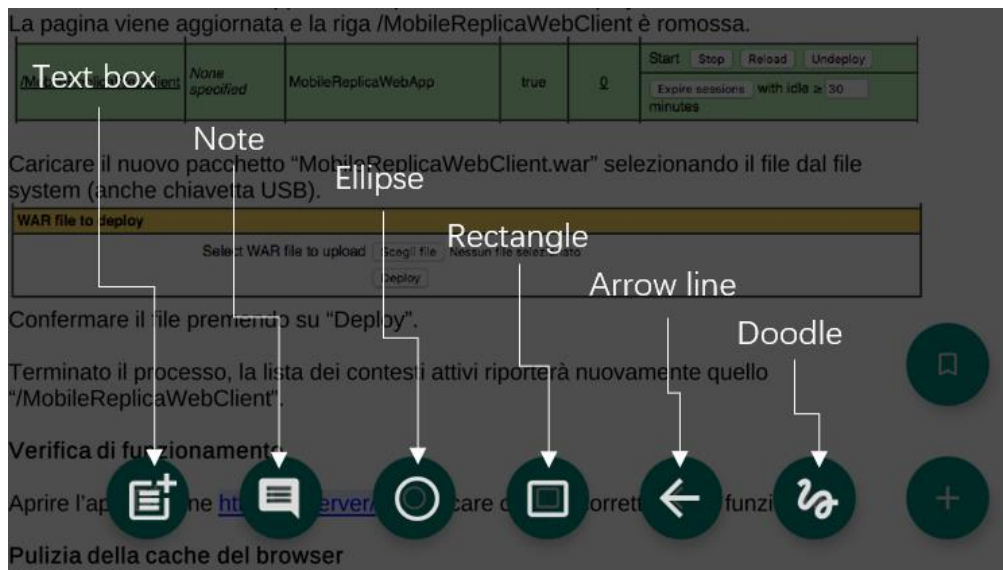 La pagina viene aggiornata e la riga /MobileReplicaWebClient è romossa.
Text box
None specified
MobileReplicaWebApp
true
0
Start Stop Reload Undeploy
Expire sessions with idle ≥ 30
minutes
Note
Caricare il nuovo pacchetto “MobileReplicaWebClient.war” selezionando il file dal file
system (anche chiavetta USB).
Ellipse
WAR file to deploy
Rectangle
Select WAR file to upload Scegli file Nessun file selezionato
Deploy
Arrow line
Confermare il file premendo su “Deploy”.
Doodle
Terminato il processo, la lista dei contesti attivi riporterà nuovamente quello
“/MobileReplicaWebClient”.
Verifica di funzionamento
Aprire
Pulizia della cache del browser